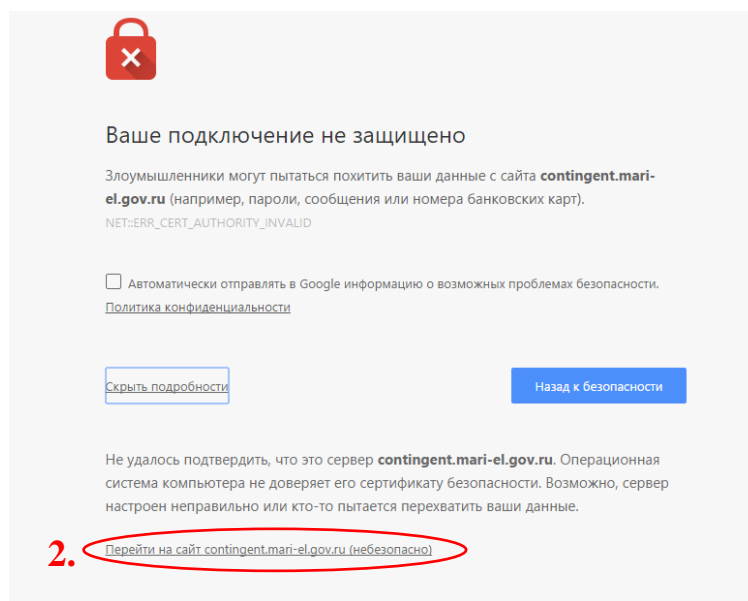 Ваше подключение не защищено
Злоумышленники могут пытаться похитить ваши данные с сайта contingent.mari-
el.gov.ru (например, пароли, сообщения или номера банковских карт).
NET::ERR_CERT_AUTHORITY_INVALID
Автоматически отправлять в Google информацию о возможных проблемах безопасности.
Политика конфиденциальности
Скрыть подробности
Назад к безопасности
Не удалось подтвердить, что это сервер contingent.mari-el.gov.ru. Операционная
система компьютера не доверяет его сертификату безопасности. Возможно, сервер
настроен неправильно или кто-то пытается перехватить ваши данные.
2. Перейти на сайт contingent.mari-el.gov.ru (небезопасно)